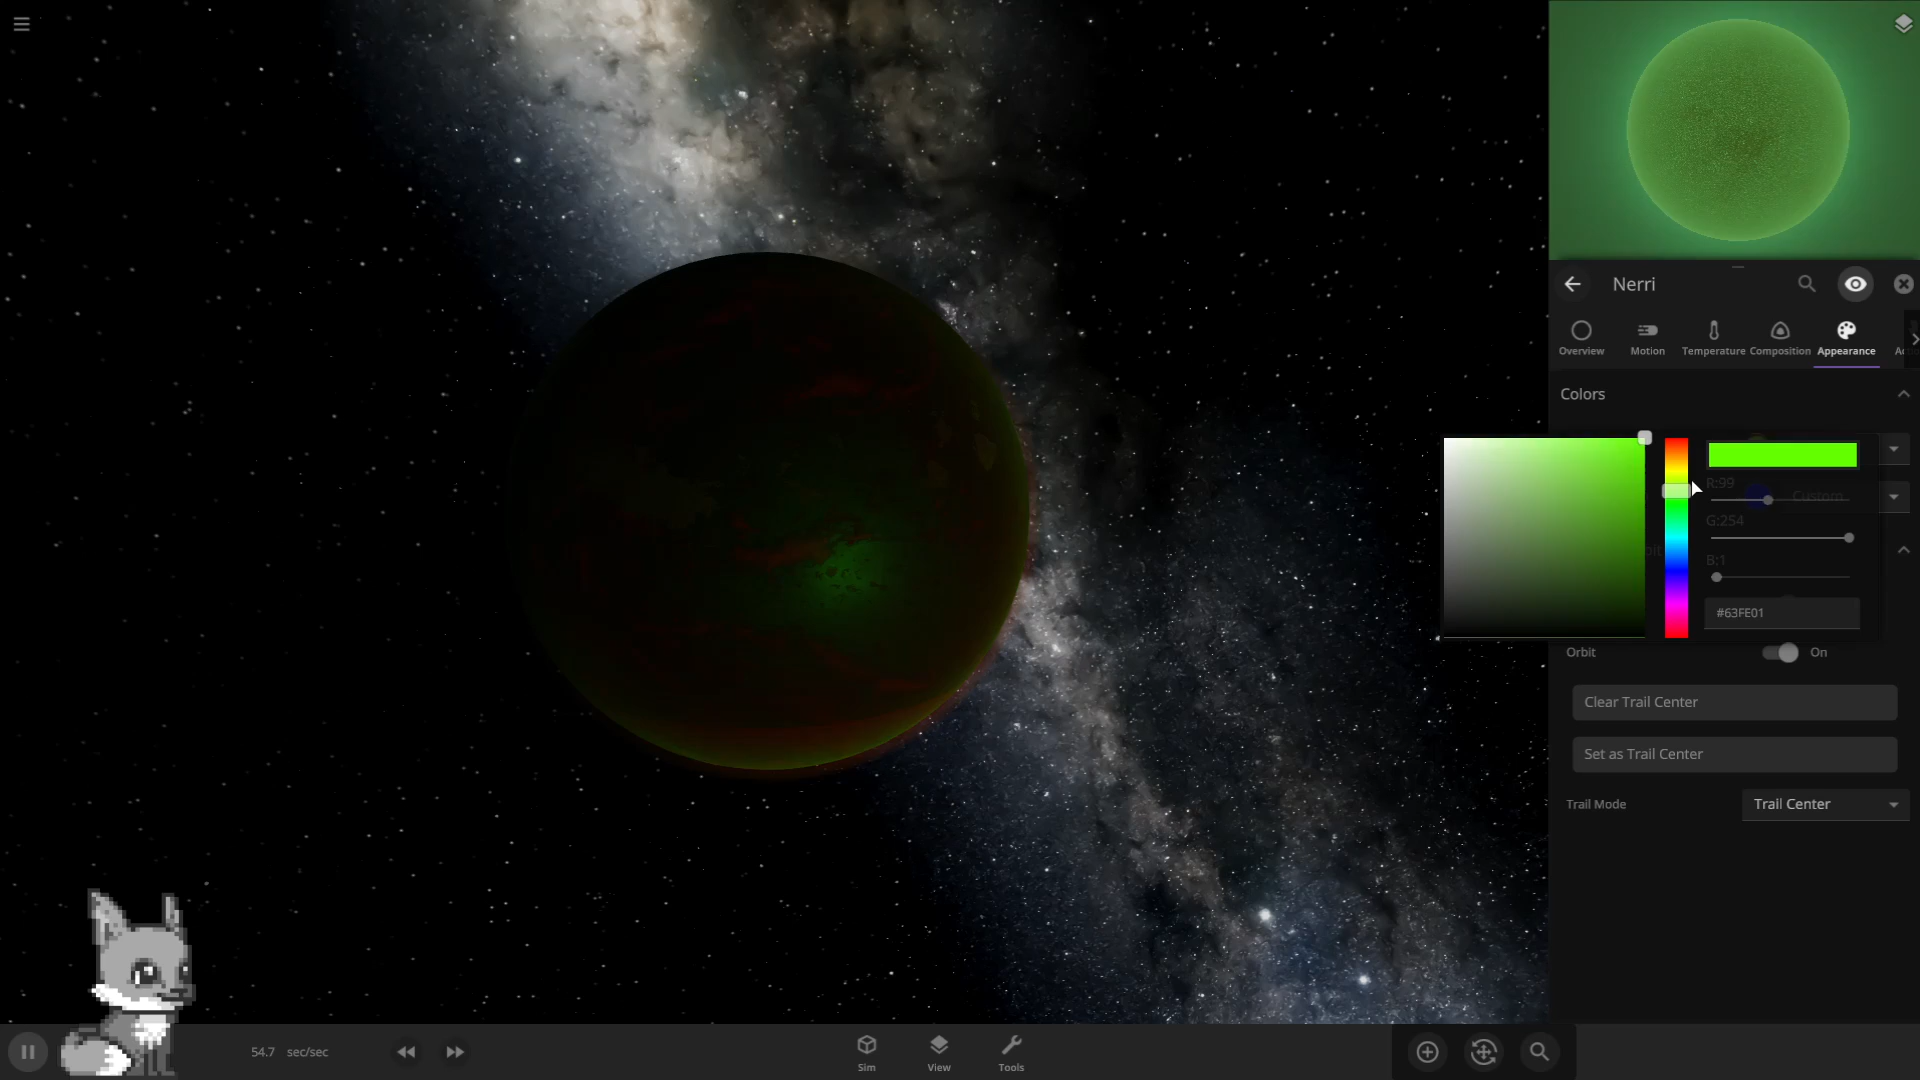 Nerri
Overview
Motion
Temperature
Composition
Appearance
Colors
R:99
Custom
G:254
B:1
#63FE01
Orbit
On
Clear Trail Center
Set as Trail Center
Trail Mode
Trail Center
54.7 sec/sec
Sim
View
Tools